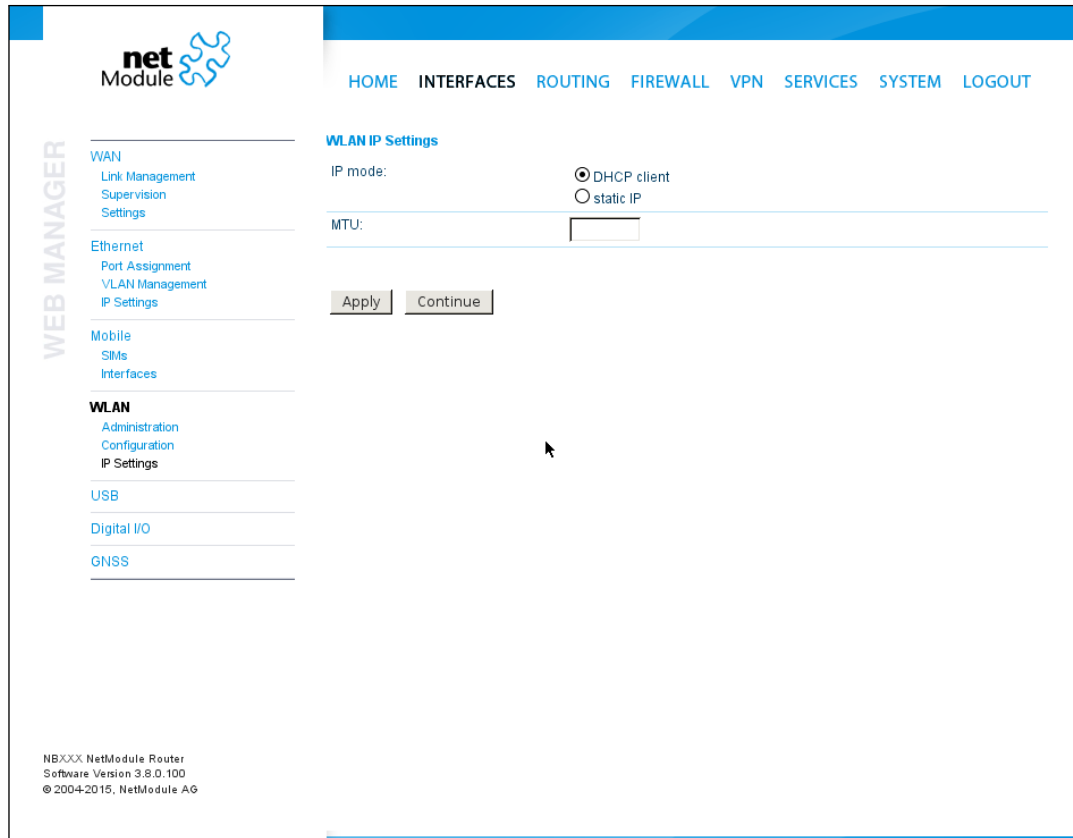 net
Module
HOME INTERFACES ROUTING FIREWALL VPN SERVICES SYSTEM LOGOUT
WEB MANAGER
WAN
Link Management
Supervision
Settings
Ethernet
Port Assignment
VLAN Management
IP Settings
Mobile
SIMs
Interfaces
WLAN
Administration
Configuration
IP Settings
USB
Digital I/O
GNSS
WLAN IP Settings
IP mode:
DHCP client
static IP
MTU:
Apply Continue
NBXXX NetModule Router
Software Version 3.8.0.100
© 2004-2015, NetModule AG